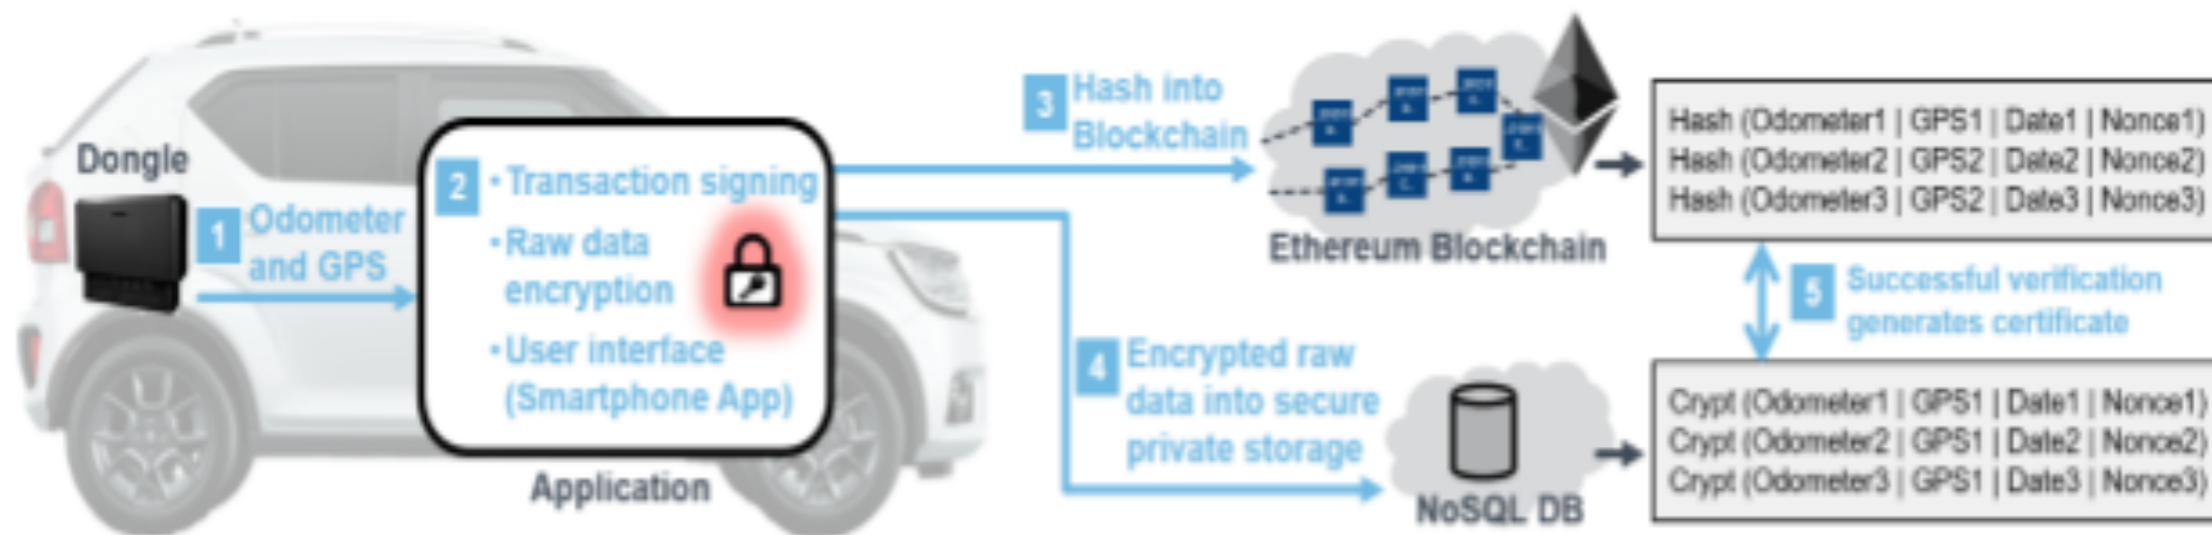 Dongle
1 Odometer
and GPS
2 • Transaction signing
• Raw data
encryption
• User interface
(Smartphone App)
Application
3 Hash into
Blockchain
Ethereum Blockchain
Hash (Odometer1 | GPS1 | Date1 | Nonce1)
Hash (Odometer2 | GPS2 | Date2 | Nonce2)
Hash (Odometer3 | GPS2 | Date3 | Nonce3)
5 Successful verification
generates certificate
4 Encrypted raw
data into secure
private storage
NoSQL DB
Crypt (Odometer1 | GPS1 | Date1 | Nonce1)
Crypt (Odometer2 | GPS1 | Date2 | Nonce2)
Crypt (Odometer3 | GPS1 | Date3 | Nonce3)